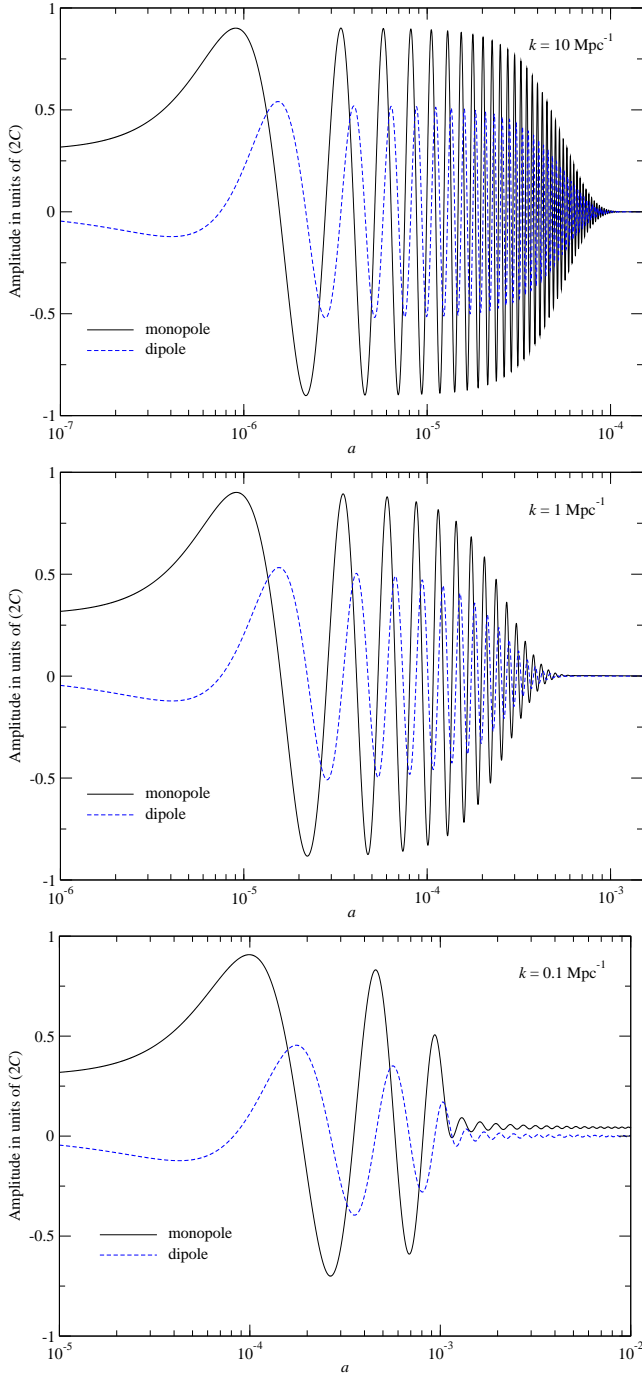 1
k = 10 Mpc⁻¹
0.5
Amplitude in units of (2C)
0
-0.5
monopole
dipole
-1
10⁻⁷ 10⁻⁶ 10⁻⁵ 10⁻⁴
a
1
k = 1 Mpc⁻¹
0.5
Amplitude in units of (2C)
0
-0.5
monopole
dipole
-1
10⁻⁶ 10⁻⁵ 10⁻⁴ 10⁻³
a
1
k = 0.1 Mpc⁻¹
0.5
Amplitude in units of (2C)
0
-0.5
monopole
dipole
-1
10⁻⁵ 10⁻⁴ 10⁻³ 10⁻²
a